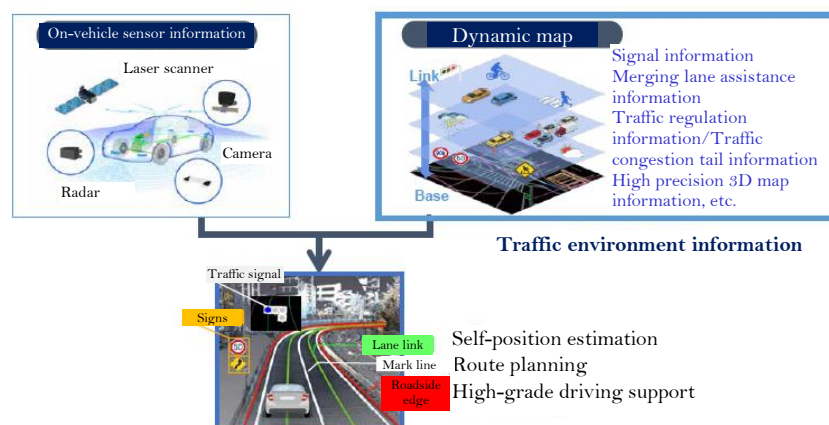 On-vehicle sensor information
Laser scanner
Camera
Radar
Dynamic map
Link
Base
Signal information
Merging lane assistance
information
Traffic regulation
information/Traffic
congestion tail information
High precision 3D map
information, etc.
Traffic environment information
Traffic signal
Signs
Lane link
Mark line
Roadside
edge
Self-position estimation
Route planning
High-grade driving support